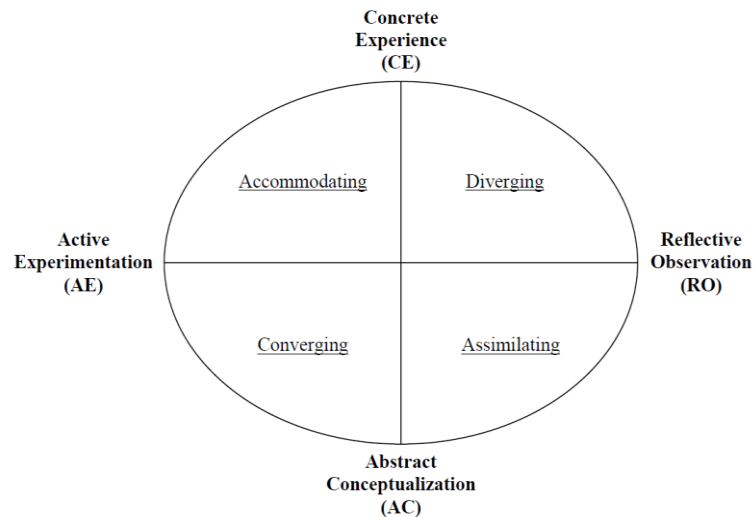 Concrete
Experience
(CE)
Accommodating
Diverging
Active
Experimentation
(AE)
Reflective
Observation
(RO)
Converging
Assimilating
Abstract
Conceptualization
(AC)